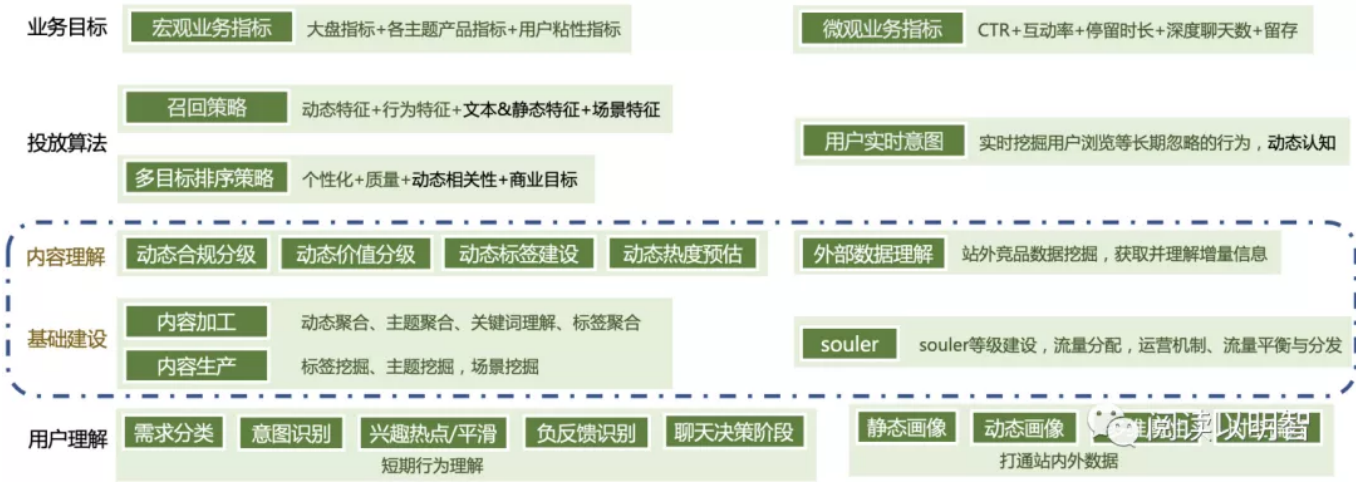 业务目标
宏观业务指标 大盘指标+各主题产品指标+用户粘性指标
微观业务指标 CTR+互动率+停留时长+深度聊天数+留存
投放算法
召回策略 动态特征+行为特征+文本&静态特征+场景特征
多目标排序策略 个性化+质量+动态相关性+商业目标
用户实时意图 实时挖掘用户浏览等长期忽略的行为，动态认知
内容理解
动态合规分级 动态价值分级 动态标签建设 动态热度预估
外部数据理解 站外竞品数据挖掘，获取并理解增量信息
基础建设
内容加工 动态聚合、主题聚合、关键词理解、标签聚合
内容生产 标签挖掘、主题挖掘，场景挖掘
souler souler等级建设，流量分配，运营机制、流量平衡与分发
用户理解
需求分类 意图识别 兴趣热点/平滑 负反馈识别 聊天决策阶段
短期行为理解
静态画像 动态画像
打通站内外数据
阅读以明智